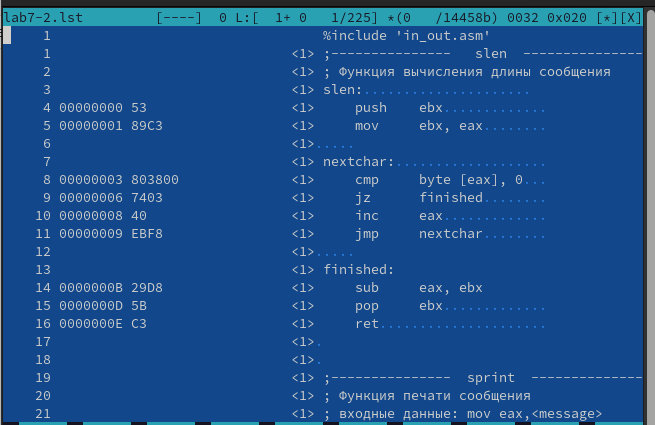 lab7-2.lst [----] 0 L:[ 1+ 0 1/225] *(0 /14458b) 0032 0x020 [*][X]
1 %include 'in_out.asm'
1 <1> ;--------------- slen ---------------
2 <1> ; Функция вычисления длины сообщения
3 <1> slen:.....................
4 00000000 53 <1> push ebx.............
5 00000001 89C3 <1> mov ebx, eax........
6 <1>.....
7 <1> nextchar:...................
8 00000003 803800 <1> cmp byte [eax], 0...
9 00000006 7403 <1> jz finished........
10 00000008 40 <1> inc eax.............
11 00000009 EBF8 <1> jmp nextchar........
12 <1>.....
13 <1> finished:
14 0000000B 29D8 <1> sub eax, ebx
15 0000000D 5B <1> pop ebx.............
16 0000000E C3 <1> ret.....................
17 <1>.
18 <1>.
19 <1> ;--------------- sprint --------------
20 <1> ; Функция печати сообщения
21 <1> ; входные данные: mov eax,<message>